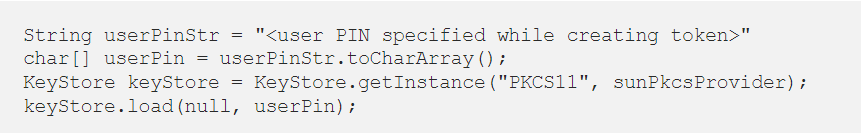 String userPinStr = "<user PIN specified while creating token>"
char[] userPin = userPinStr.toCharArray();
KeyStore keyStore = KeyStore.getInstance("PKCS11", sunPkcsProvider);
keyStore.load(null, userPin);